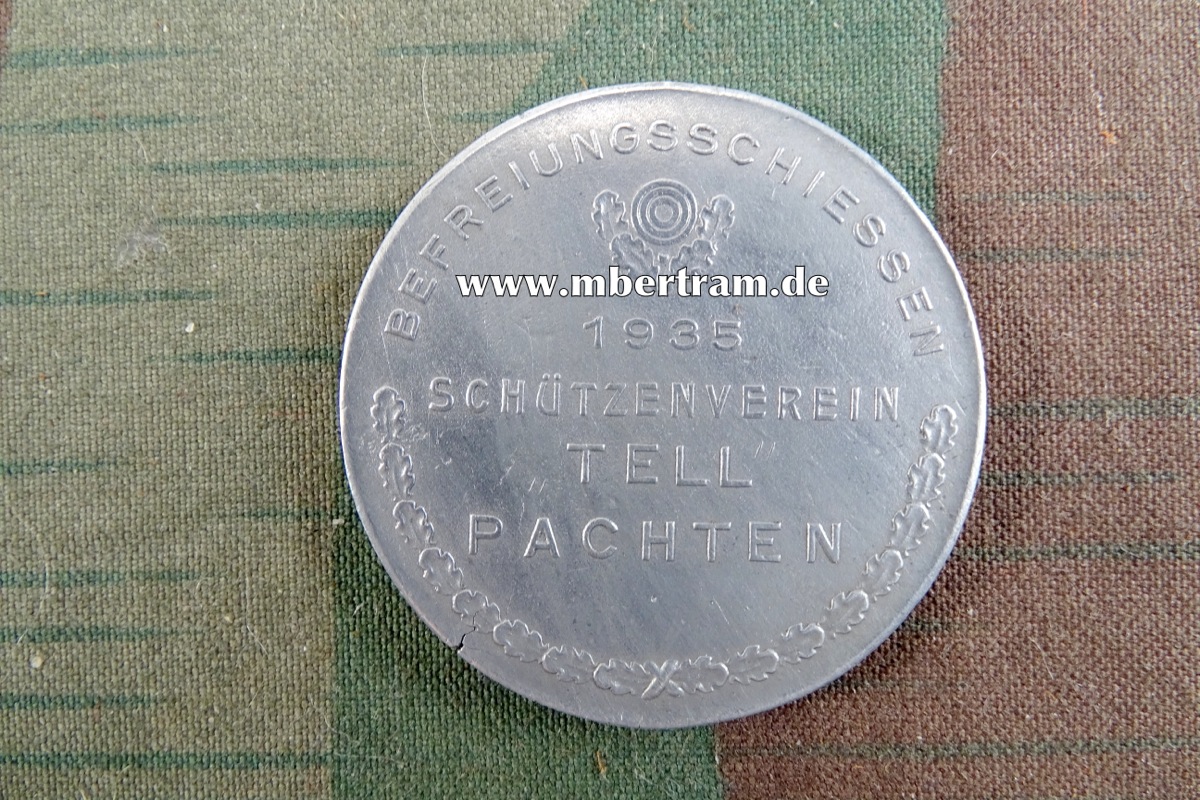 BEFREIUNGSSCHIESSEN
www.mbertram.de
1935
SCHÜTZENVEREIN
„TELL"
PACHTEN